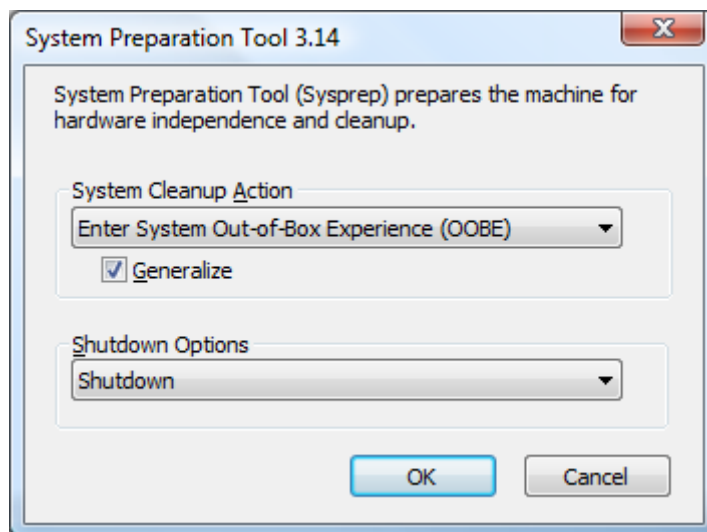 System Preparation Tool 3.14
System Preparation Tool (Sysprep) prepares the machine for
hardware independence and cleanup.
System Cleanup Action
Enter System Out-of-Box Experience (OOBE)
Generalize
Shutdown Options
Shutdown
OK Cancel